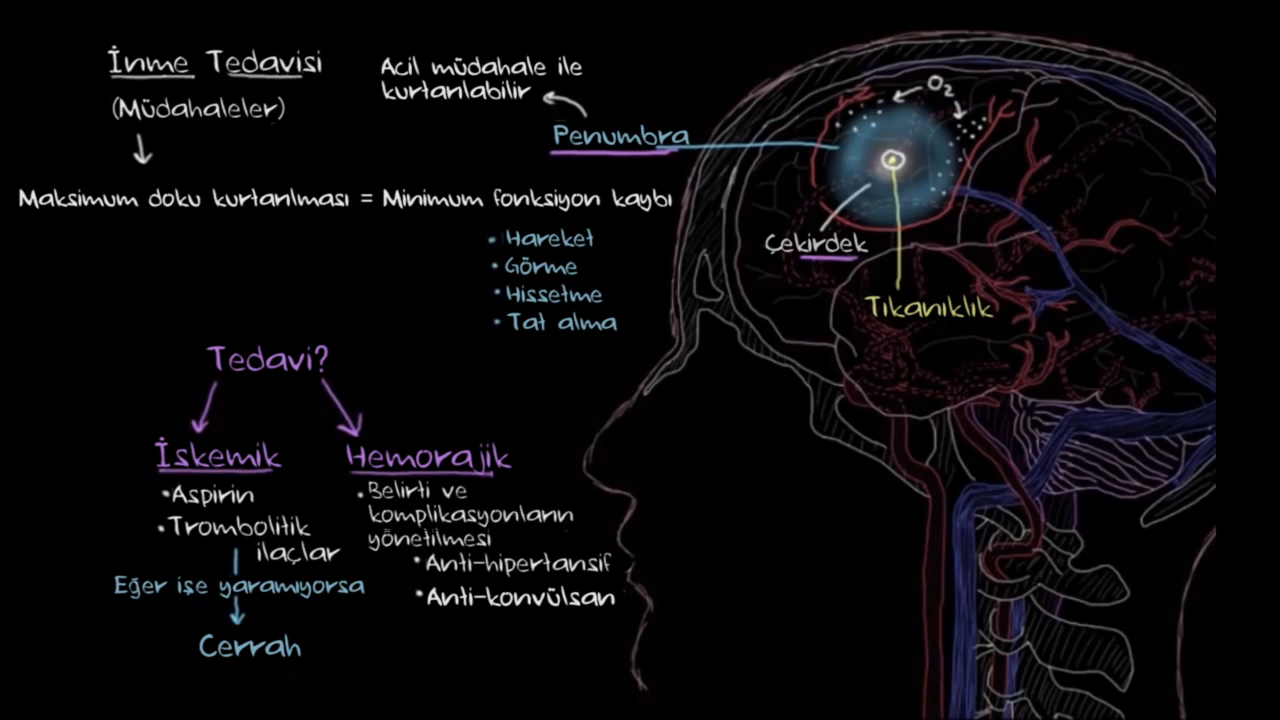 İnme Tedavisi
(Müdahaleler)
Acil müdahale ile
kurtarılabilir
O2
Penumbra
Maksimum doku kurtarılması = Minimum fonksiyon kaybı
• Hareket
• Görme
• Hissetme
• Tat alma
Çekirdek
Tıkanıklık
Tedavi?
İskemik
• Aspirin
• Trombolitik
ilaçlar
Eğer işe yaramıyorsa
Cerrah
Hemorajik
• Belirti ve
komplikasyonların
yönetilmesi
• Anti-hipertansif
• Anti-konvülsan